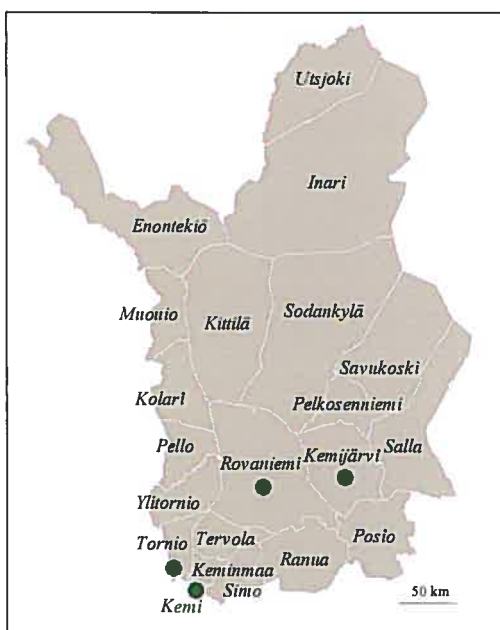 Utsjoki
Inari
Enontekiö
Muonio
Kittilä
Sodankylä
Savukoski
Kolari
Pelkosenniemi
Pello
Rovaniemi
Kemijärvi
Salla
Ylitornio
Tornio
Tervola
Ranua
Posio
Keminmaa
Simo
Kemi
50 km